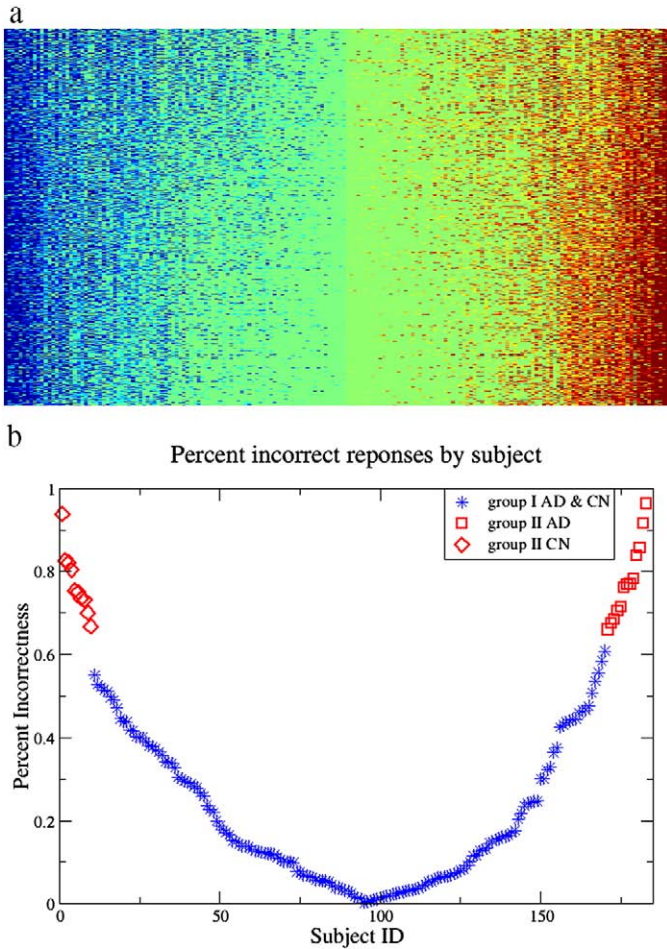 a
b
Percent incorrect reponses by subject
1
group I AD & CN
group II AD
group II CN
0.8
0.6
0.4
0.2
0
Percent Incorrectness
0 50 100 150
Subject ID